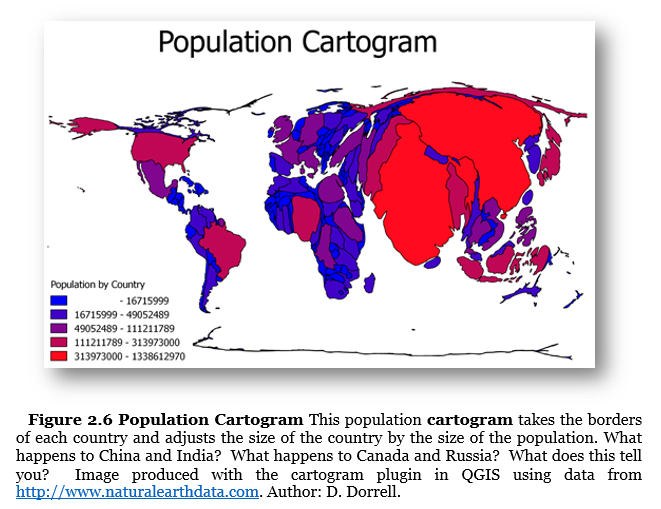 Population Cartogram
Population by Country
- 16715999
16715999 - 49052489
49052489 - 111211789
111211789 - 313973000
313973000 - 1338612970
Figure 2.6 Population Cartogram This population cartogram takes the borders
of each country and adjusts the size of the country by the size of the population. What
happens to China and India? What happens to Canada and Russia? What does this tell
you? Image produced with the cartogram plugin in QGIS using data from
http://www.naturalearthdata.com. Author: D. Dorrell.